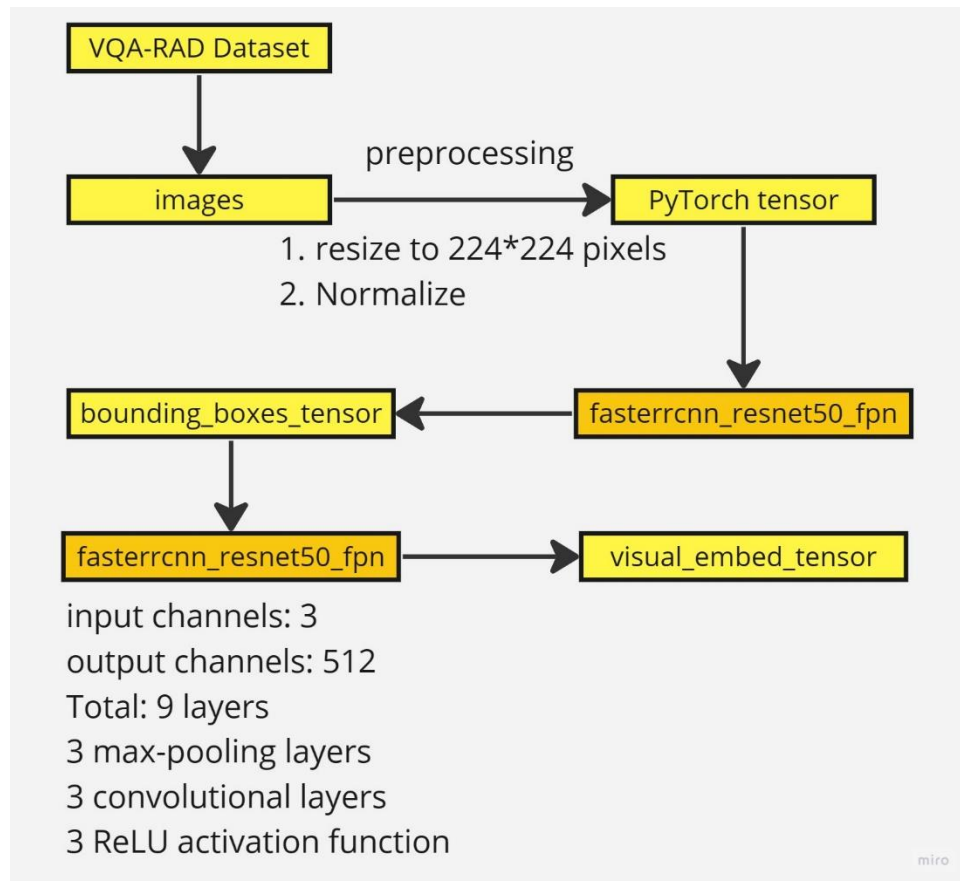 VQA-RAD Dataset
preprocessing
images
PyTorch tensor
1. resize to 224*224 pixels
2. Normalize
bounding_boxes_tensor
fasterrcnn_resnet50_fpn
fasterrcnn_resnet50_fpn
visual_embed_tensor
input channels: 3
output channels: 512
Total: 9 layers
3 max-pooling layers
3 convolutional layers
3 ReLU activation function
miro